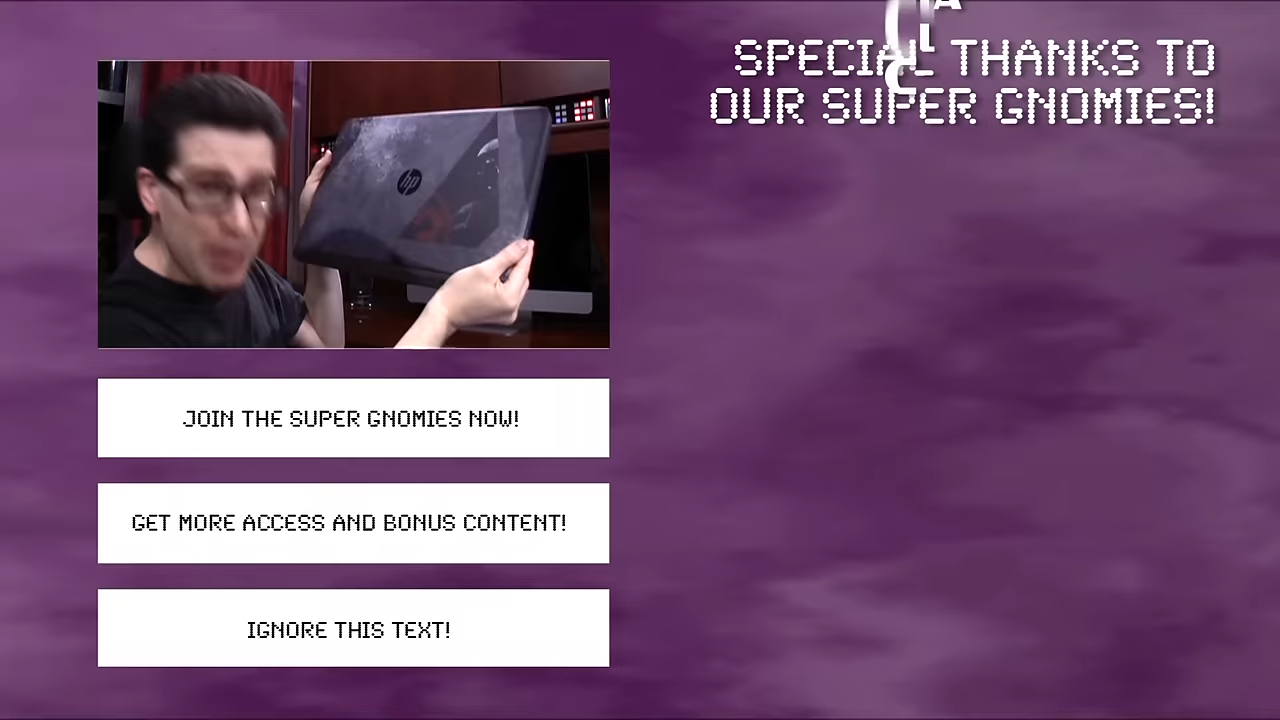 SPECIAL THANKS TO
OUR SUPER GNOMIES!
hp
JOIN THE SUPER GNOMIES NOW!
GET MORE ACCESS AND BONUS CONTENT!
IGNORE THIS TEXT!